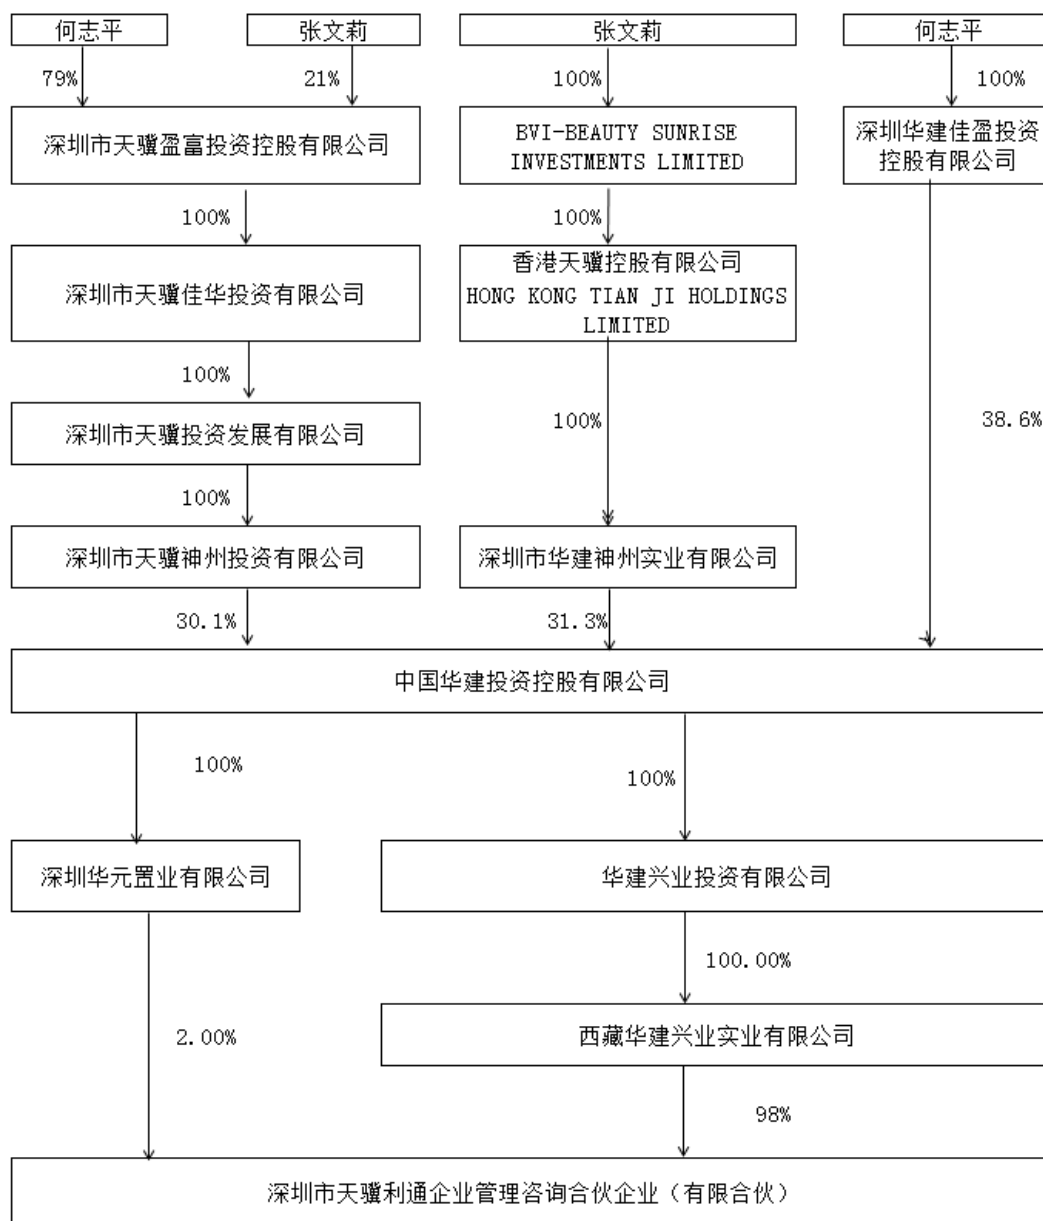 何志平
张文莉
张文莉
何志平
79%
21%
100%
100%
深圳市天骥盈富投资控股有限公司
BVI-BEAUTY SUNRISE
INVESTMENTS LIMITED
深圳华建佳盈投资
控股有限公司
100%
100%
深圳市天骥佳华投资有限公司
香港天骥控股有限公司
HONG KONG TIAN JI HOLDINGS
LIMITED
100%
100%
38.6%
深圳市天骥投资发展有限公司
100%
深圳市天骥神州投资有限公司
深圳市华建神州实业有限公司
30.1%
31.3%
中国华建投资控股有限公司
100%
100%
深圳华元置业有限公司
华建兴业投资有限公司
100.00%
2.00%
西藏华建兴业实业有限公司
98%
深圳市天骥利通企业管理咨询合伙企业（有限合伙）